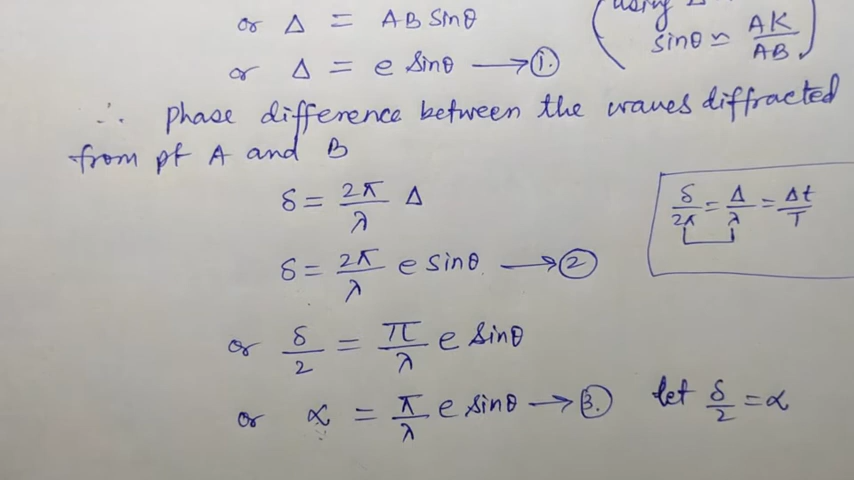 using Δ
or Δ = AB sinθ
sinθ = AK/AB
or Δ = e sinθ → ①.
∴ phase difference between the waves diffracted
from pt A and B
δ = 2π/λ Δ
δ/2π = Δ/λ = Δt/T
δ = 2π/λ e sinθ → ②
or δ/2 = π/λ e sinθ
or α = π/λ e sinθ → ③. let δ/2 = α